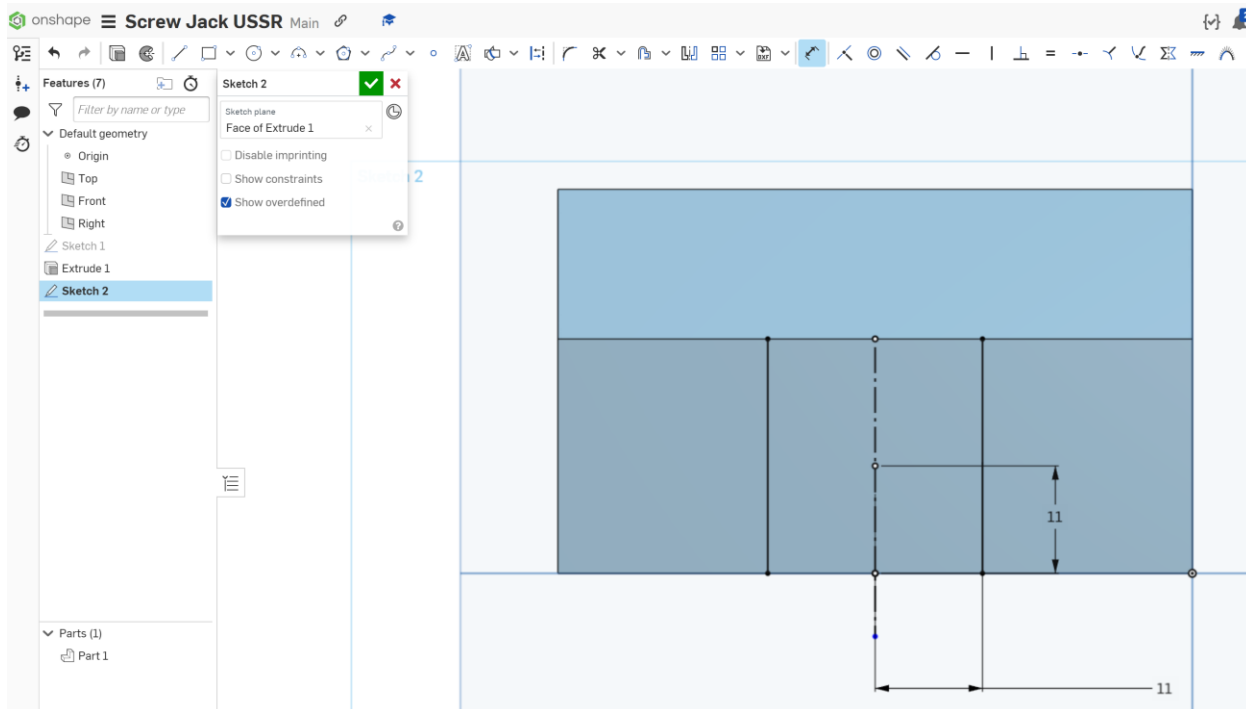 onshape Screw Jack USSR Main
Features (7)
Filter by name or type
Default geometry
Origin
Top
Front
Right
Sketch 1
Extrude 1
Sketch 2
Parts (1)
Part 1
Sketch 2
Sketch plane
Face of Extrude 1
Disable imprinting
Show constraints
Show overdefined
2
11
11